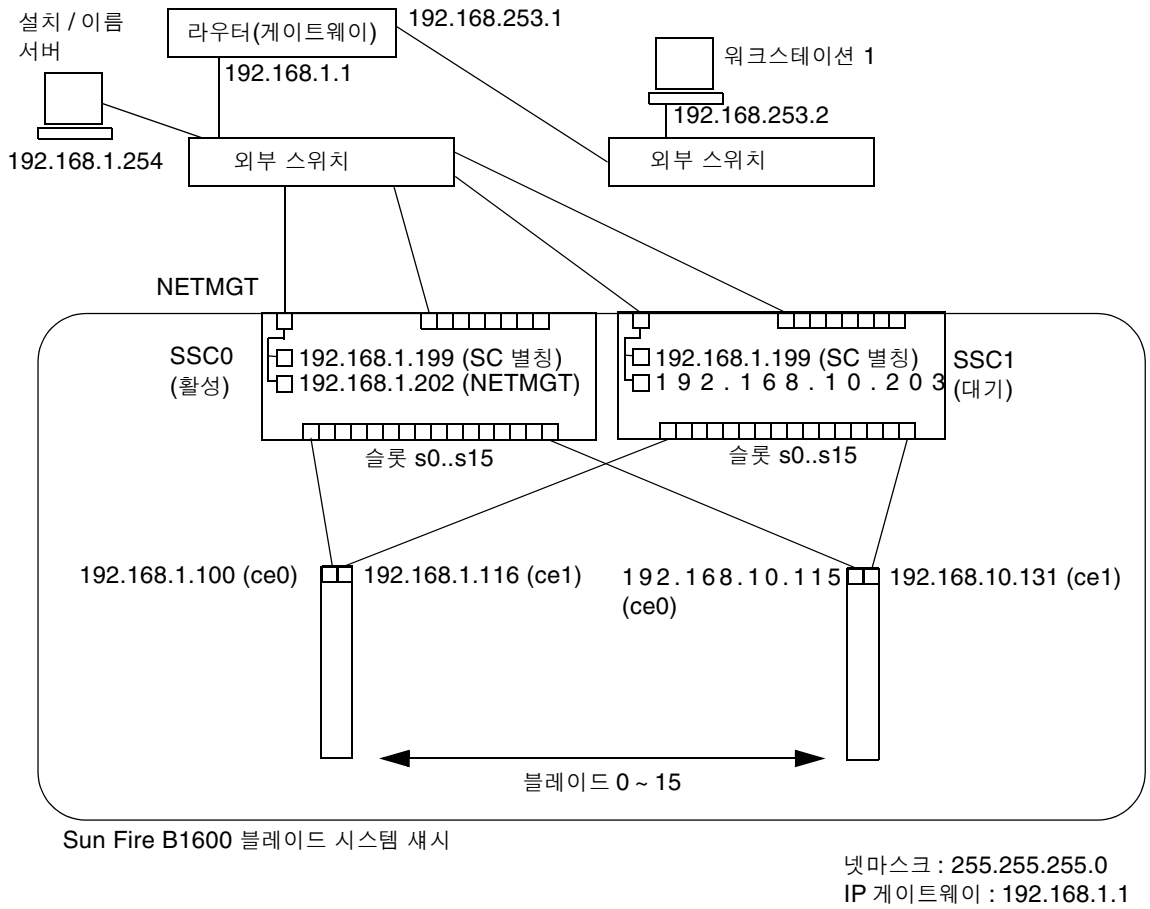 설치 / 이름
서버
라우터(게이트웨이)
192.168.253.1
워크스테이션 1
192.168.1.1
192.168.253.2
192.168.1.254
외부 스위치
외부 스위치
NETMGT
SSC0
(활성)
192.168.1.199 (SC 별칭)
192.168.1.202 (NETMGT)
192.168.1.199 (SC 별칭)
192.168.10.203
SSC1
(대기)
슬롯 s0..s15
슬롯 s0..s15
192.168.1.100 (ce0)
192.168.1.116 (ce1)
192.168.10.115
(ce0)
192.168.10.131 (ce1)
블레이드 0 ~ 15
Sun Fire B1600 블레이드 시스템 섀시
넷마스크 : 255.255.255.0
IP 게이트웨이 : 192.168.1.1